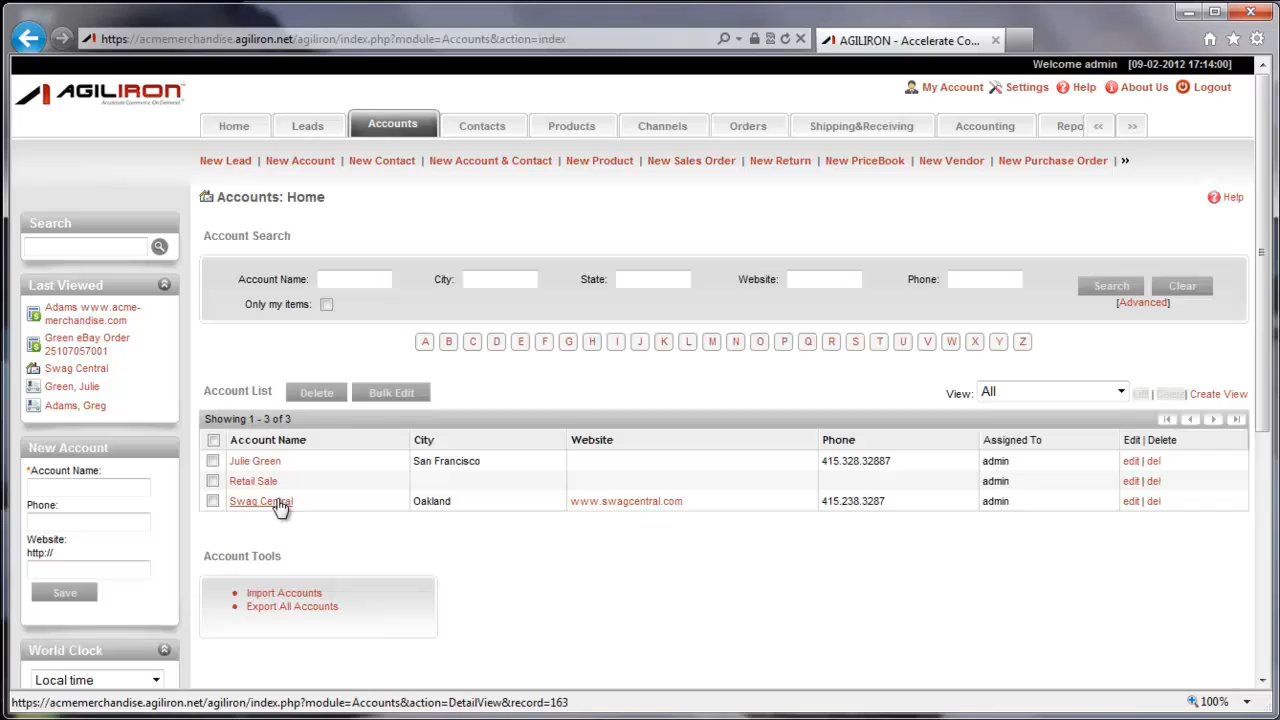 https://acmemerchandise.agiliron.net/agiliron/index.php?module=Accounts&action=index
AGILIRON - Accelerate Co...
Welcome admin [09-02-2012 17:14:00]
AGILIRON
Accelerate Commerce On-Demand
My Account Settings Help About Us Logout
Home Leads Accounts Contacts Products Channels Orders Shipping&Receiving Accounting Repo << >>
New Lead | New Account | New Contact | New Account & Contact | New Product | New Sales Order | New Return | New PriceBook | New Vendor | New Purchase Order | »
Accounts: Home
Help
Search
Last Viewed
Adams www.acme-
merchandise.com
Green eBay Order
25107057001
Swag Central
Green, Julie
Adams, Greg
New Account
*Account Name:
Phone:
Website:
http://
Save
World Clock
Local time
Account Search
Account Name: City: State: Website: Phone:
Search Clear
Only my items:
[Advanced]
A B C D E F G H I J K L M N O P Q R S T U V W X Y Z
Account List Delete Bulk Edit
View: All | | Create View
Showing 1 - 3 of 3
Account Name City Website Phone Assigned To Edit | Delete
Julie Green San Francisco 415.328.32887 admin edit | del
Retail Sale admin edit | del
Swag Central Oakland www.swagcentral.com 415.238.3287 admin edit | del
Account Tools
• Import Accounts
• Export All Accounts
https://acmemerchandise.agiliron.net/agiliron/index.php?module=Accounts&action=DetailView&record=163
100%